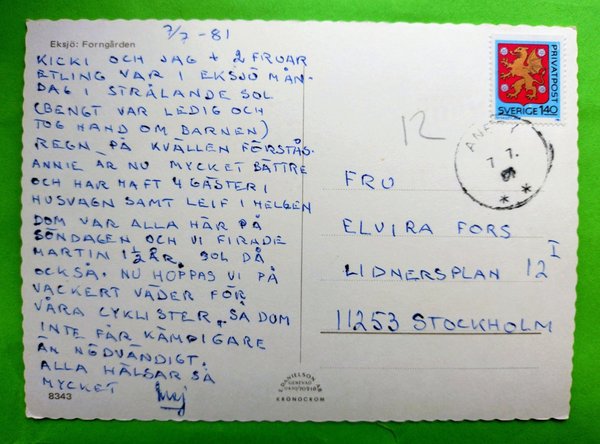 7/7-81
Eksjö: Forngården
KICKI OCH JAG + 2 FRUAR
ETLING VAR I EKSJÖ MÅN-
DAG I STRÅLANDE SOL
(BENGT VAR LEDIG OCH
TOG HAND OM BARNEN)
REGN PÅ KVÄLLEN FÖRSTÅS.
ANNIE ÄR NU MYCKET BÄTTRE
OCH HAR HAFT 4 GÄSTER I
HUSVAGN SAMT LEIF I HELGEN
DOM VAR ALLA HÄR PÅ
SÖNDAGEN OCH VI FIRADE
MARTIN 1½ ÅR. SOL DÅ
OCKSÅ. NU HOPPAS VI PÅ
VACKERT VÄDER FÖR
VÅRA CYKLISTER, SÅ DOM
INTE FÅR KÄMPIGARE
ÄN NÖDVÄNDIGT.
ALLA HÄLSAR SÅ
MYCKET
8343
PRIVATPOST
SVERIGE 140
12
7.7.
FRU
ELVIRA FORS
LIDNERSPLAN 12 I
11253 STOCKHOLM
KRONOCROM